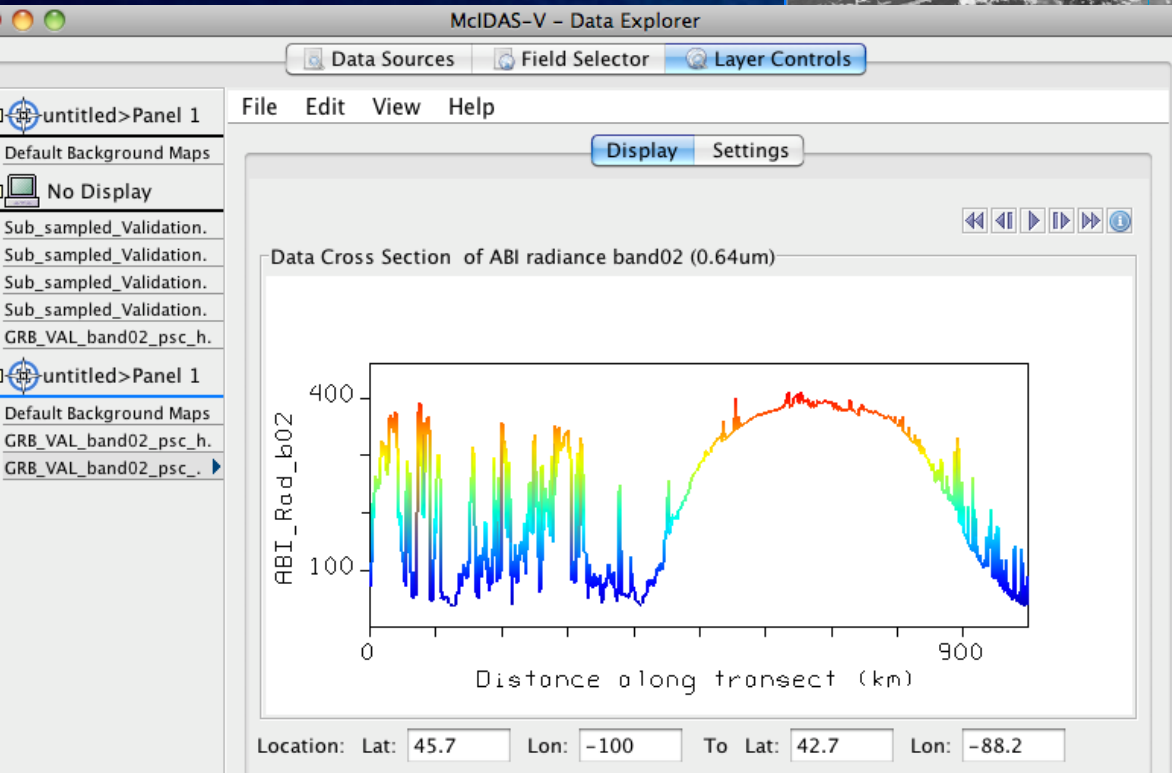 McIDAS-V - Data Explorer
Data Sources Field Selector Layer Controls
untitled>Panel 1
Default Background Maps
No Display
Sub_sampled_Validation.
Sub_sampled_Validation.
Sub_sampled_Validation.
Sub_sampled_Validation.
GRB_VAL_band02_psc_h.
untitled>Panel 1
Default Background Maps
GRB_VAL_band02_psc_h.
GRB_VAL_band02_psc_.
File Edit View Help
Display Settings
Data Cross Section of ABI radiance band02 (0.64um)
400
100
ABI_Rad_b02
0 900
Distance along transect (km)
Location: Lat: 45.7 Lon: -100 To Lat: 42.7 Lon: -88.2